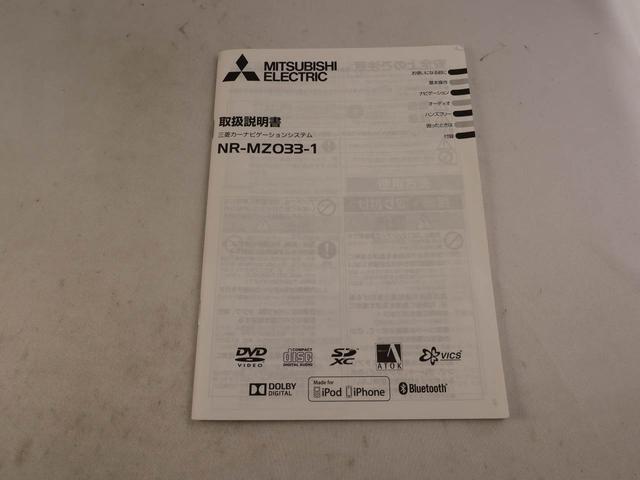 MITSUBISHI
ELECTRIC
お使いになる前に
基本操作
ナビゲーション
オーディオ
ハンズフリー
困ったときは
付録
取扱説明書
三菱カーナビゲーションシステム
NR-MZ033-1
DVD
VIDEO
COMPACT
disc
DIGITAL AUDIO
SD
XC
A
ATOK
VICS
DOLBY
DIGITAL
Made for
iPod
iPhone
Bluetooth